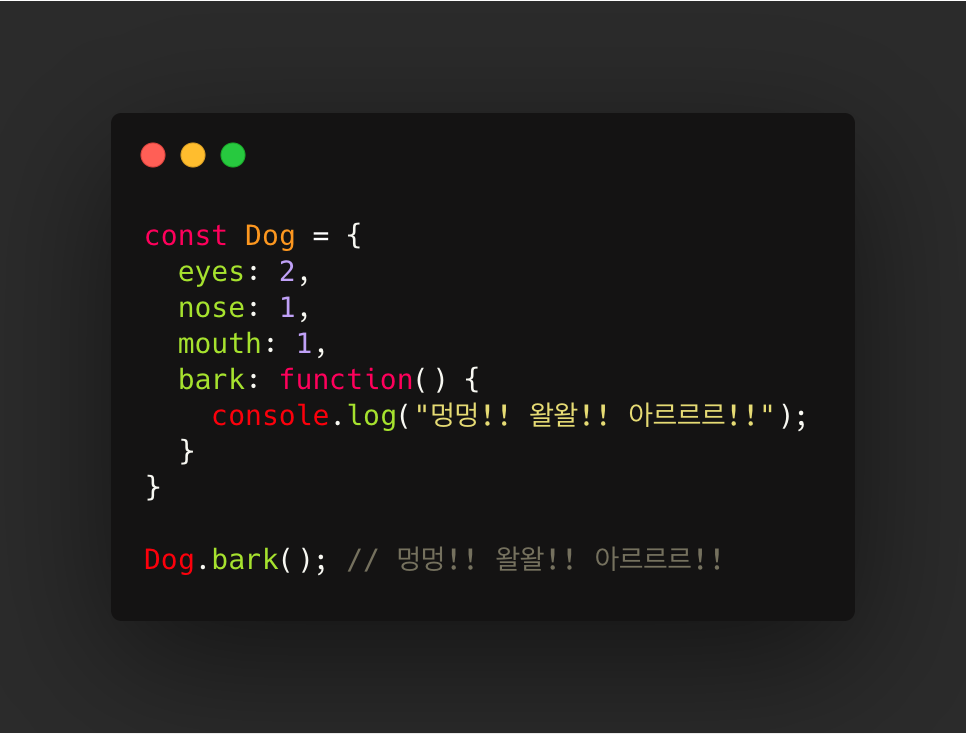 const Dog = {
  eyes: 2,
  nose: 1,
  mouth: 1,
  bark: function() {
    console.log("멍멍!! 왈왈!! 아르르르!!");
  }
}
Dog.bark(); // 멍멍!! 왈왈!! 아르르르!!